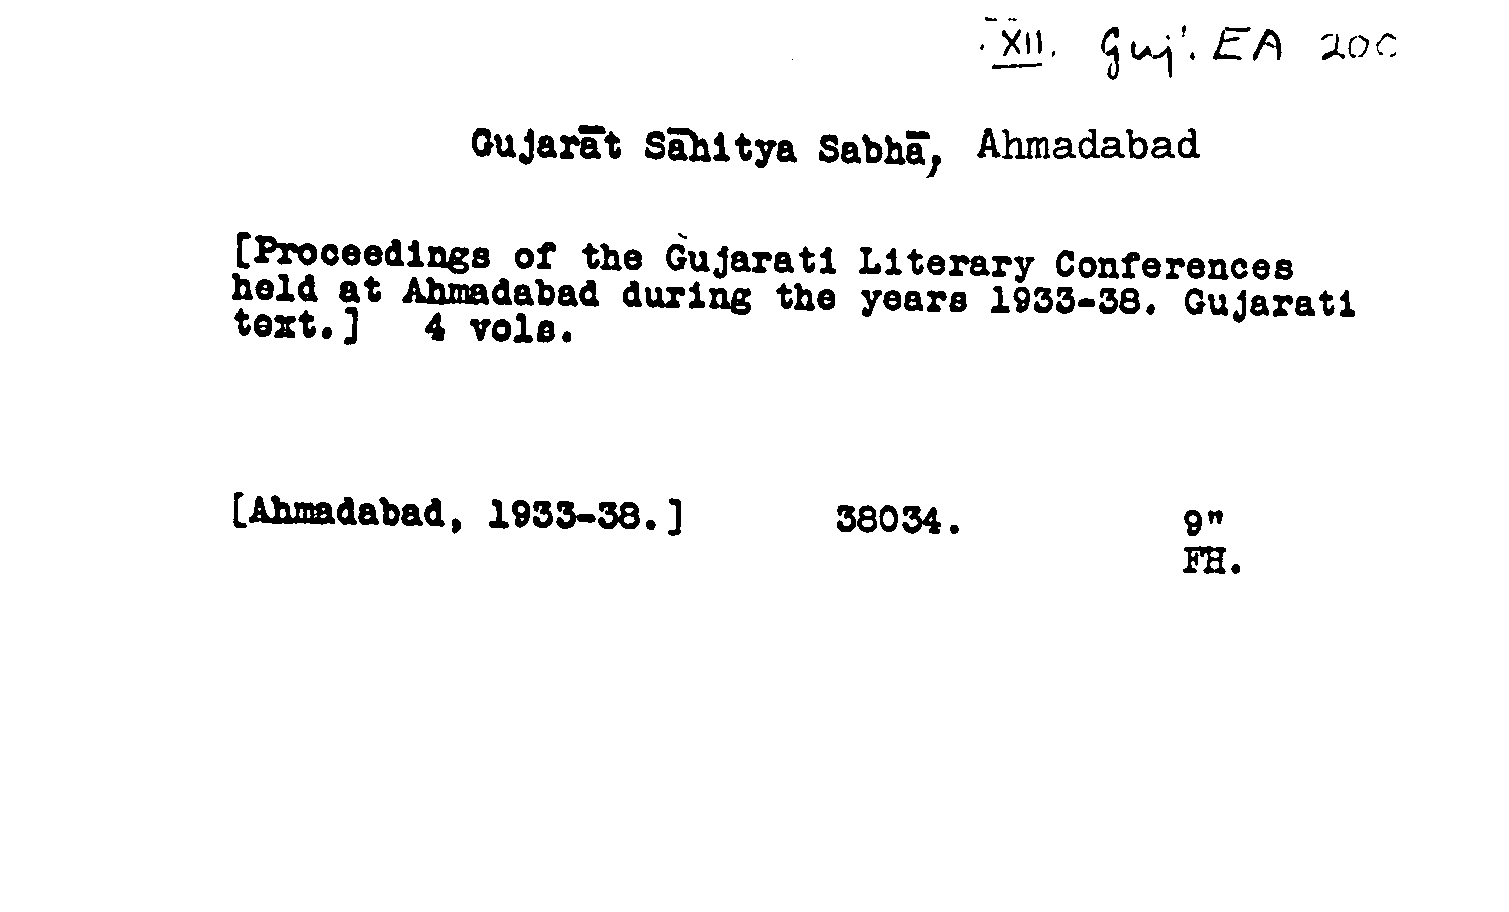 XII. Guj. EA 200
Gujarāt Sāhitya Sabhā, Ahmadabad
[Proceedings of the Gujarati Literary Conferences
held at Ahmadabad during the years 1933-38. Gujarati
text.] 4 vols.
[Ahmadabad, 1933-38.] 38034. 9"
FH.